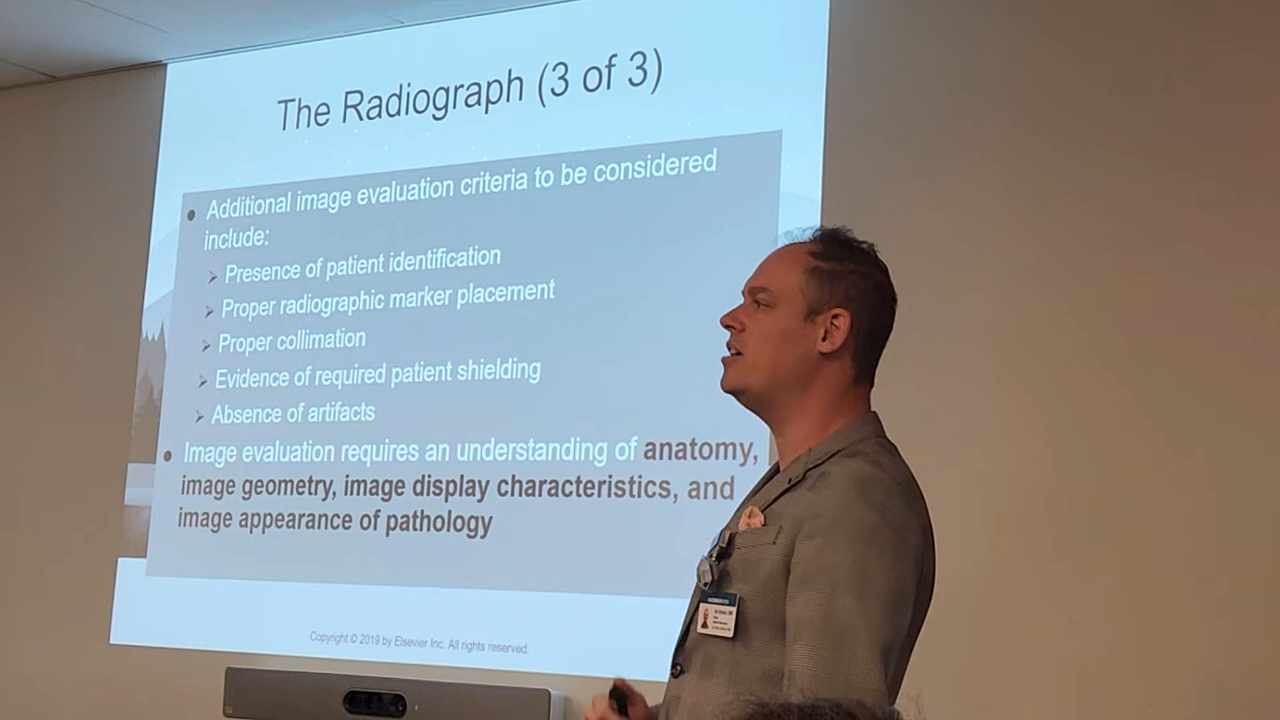 The Radiograph (3 of 3)
• Additional image evaluation criteria to be considered
include:
➢ Presence of patient identification
➢ Proper radiographic marker placement
➢ Proper collimation
➢ Evidence of required patient shielding
➢ Absence of artifacts
• Image evaluation requires an understanding of anatomy,
image geometry, image display characteristics, and
image appearance of pathology
Copyright © 2019 by Elsevier Inc. All rights reserved.